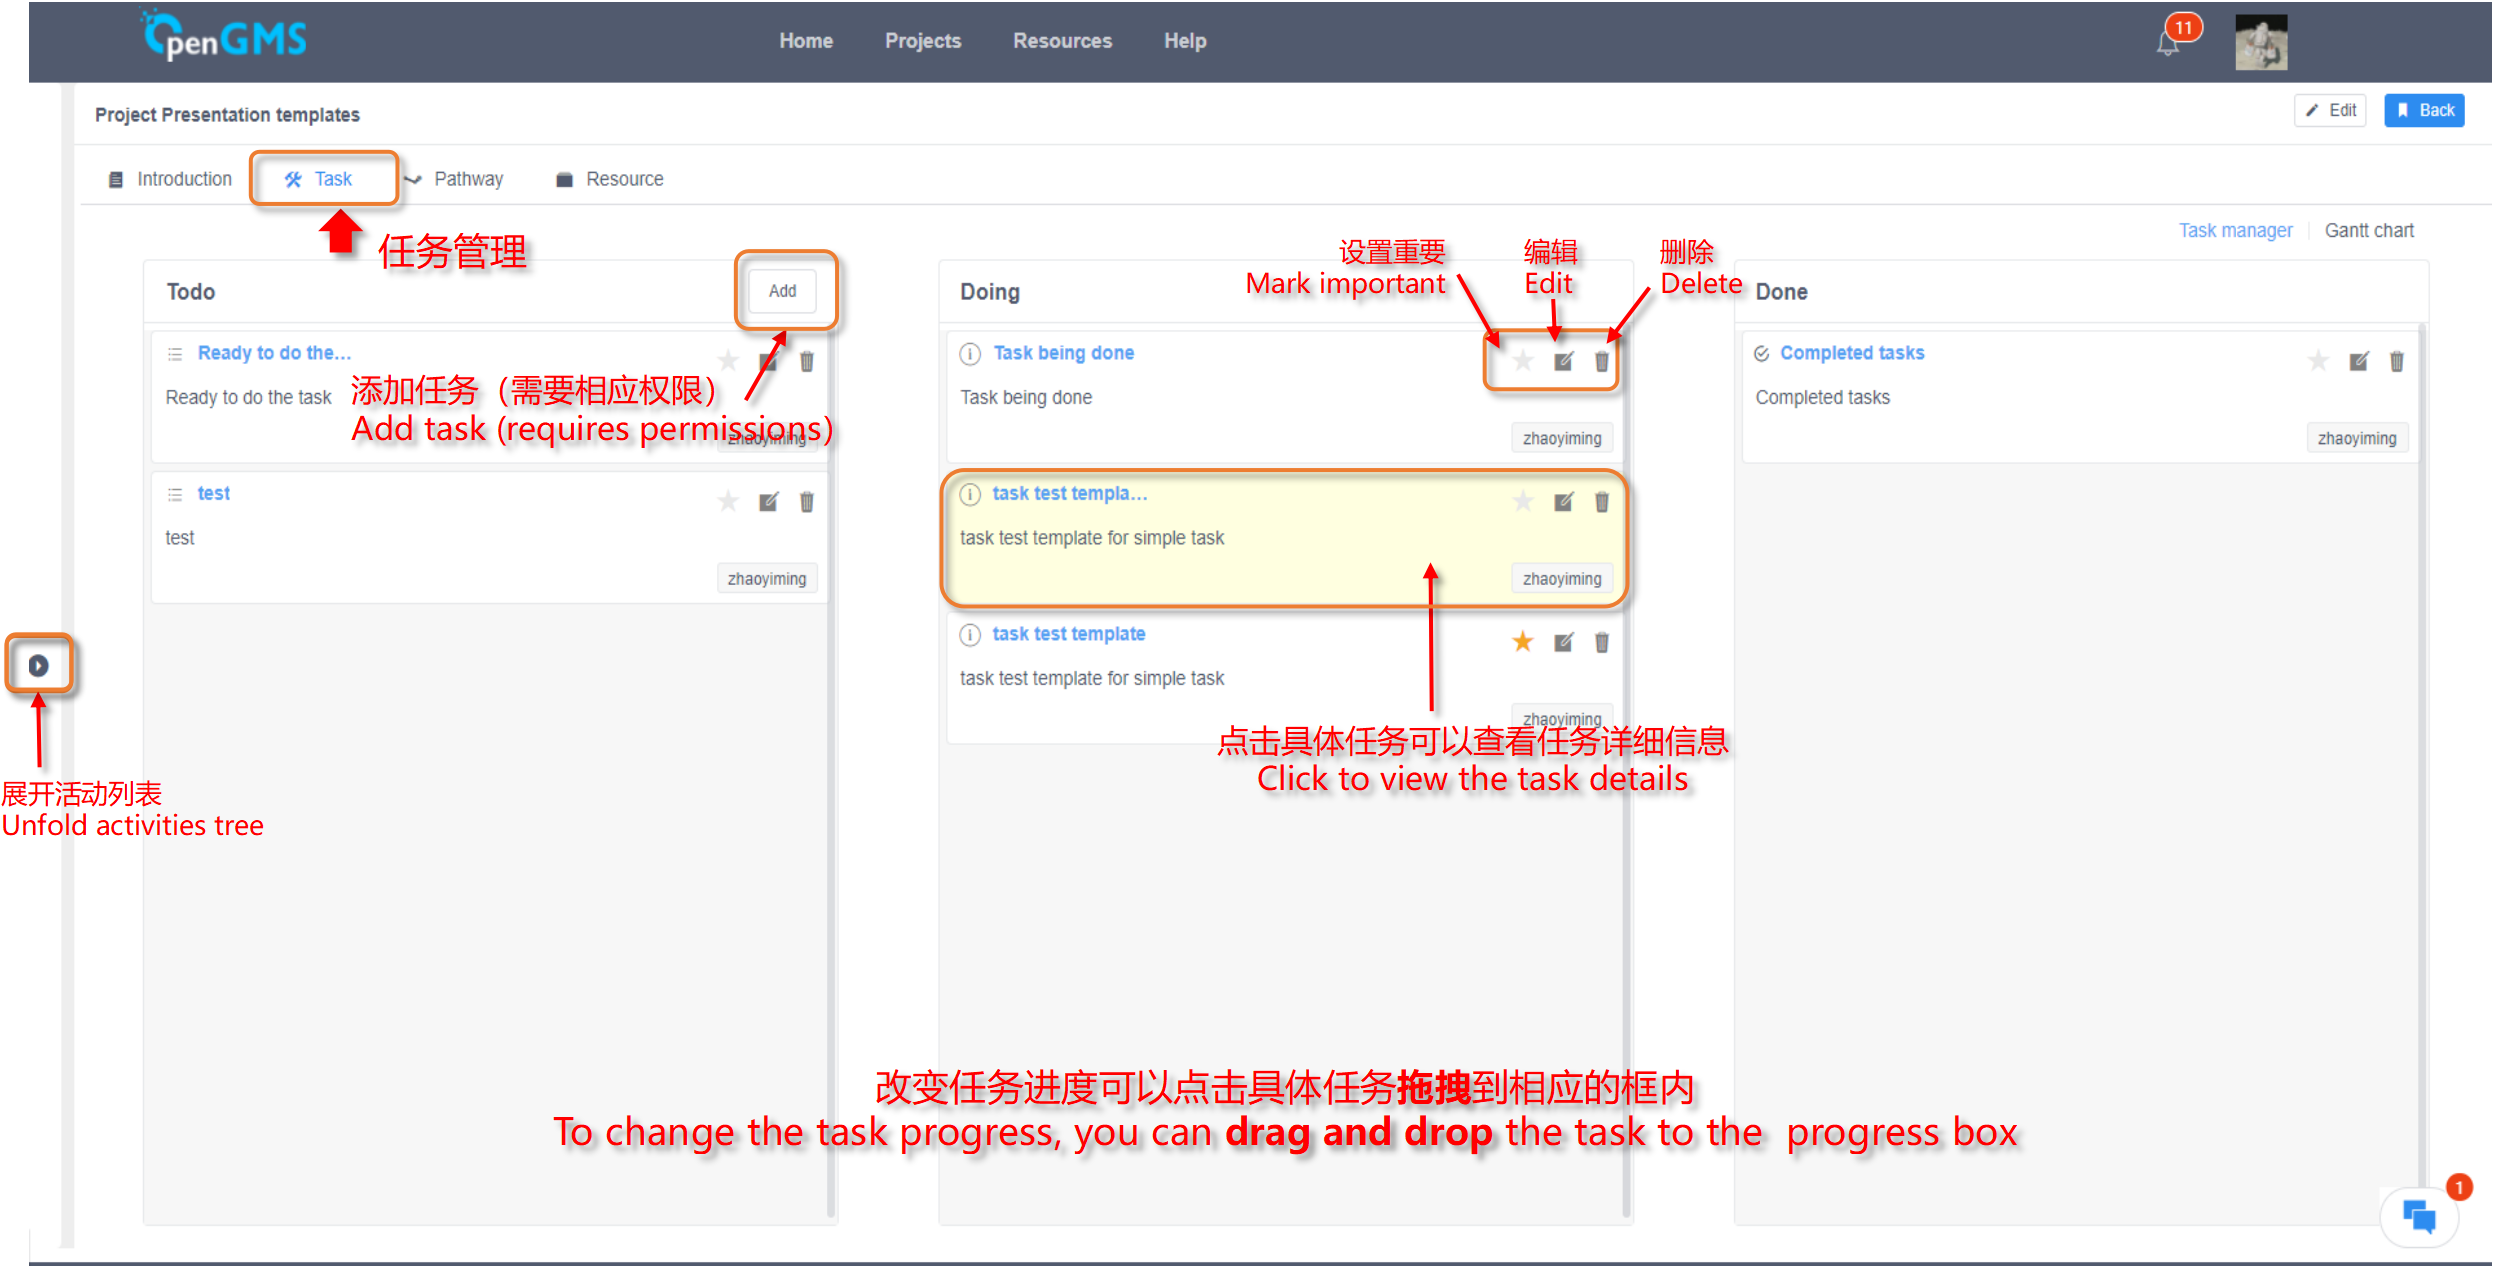 OpenGMS
Home Projects Resources Help
11
Project Presentation templates
Edit Back
Introduction Task Pathway Resource
任务管理
Task manager Gantt chart
Todo
Add
Ready to do the...
Ready to do the task
zhaoyiming
添加任务（需要相应权限）
Add task (requires permissions)
test
test
zhaoyiming
Doing
设置重要
Mark important
编辑
Edit
删除
Delete
Task being done
Task being done
zhaoyiming
task test templa...
task test template for simple task
zhaoyiming
task test template
task test template for simple task
zhaoyiming
点击具体任务可以查看任务详细信息
Click to view the task details
Done
Completed tasks
Completed tasks
zhaoyiming
展开活动列表
Unfold activities tree
改变任务进度可以点击具体任务拖拽到相应的框内
To change the task progress, you can drag and drop the task to the progress box
1